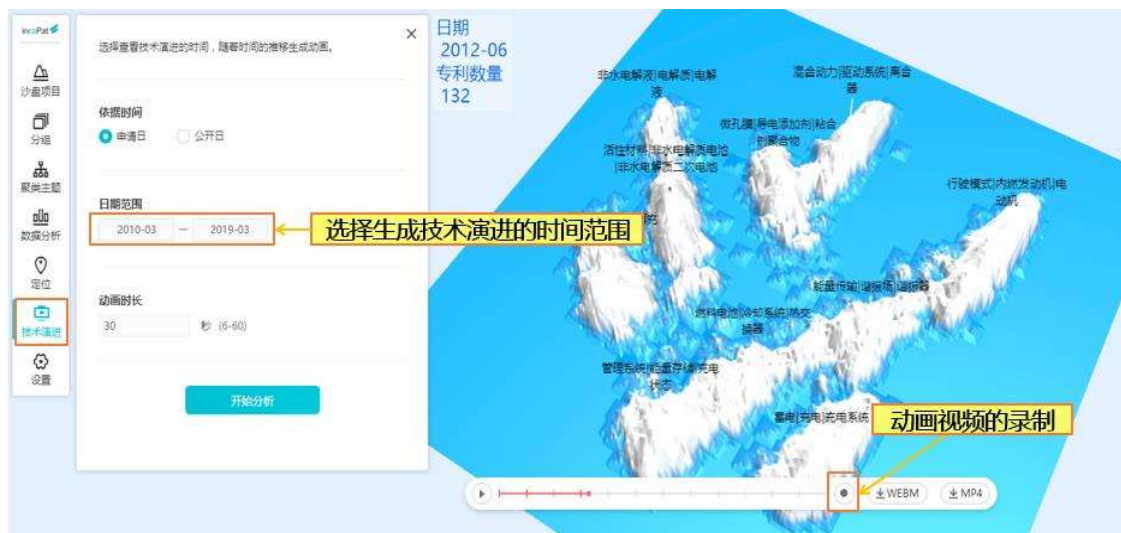 incoPat
沙盘项目
分组
聚类主题
数据分析
定位
技术演进
设置
选择查看技术演进的时间，随着时间的推移生成动画。
×
依据时间
申请日
公开日
日期范围
2010-03 — 2019-03
选择生成技术演进的时间范围
动画时长
30 秒 (6-60)
开始分析
日期
2012-06
专利数量
132
非水电解液|电解质|电解
液
混合动力|驱动系统|离合
器
微孔膜|导电添加剂|粘合
剂聚合物
活性材料|非水电解质电池
|非水电解质二次电池
行驶模式|内燃发动机|电
动机
充
能量传输|谐振场|谐振器
燃料电池|冷却系统|热交
换器
管理系统|能量存储|充电
状态
蓄电|充电|充电系统
动画视频的录制
WEBM
MP4